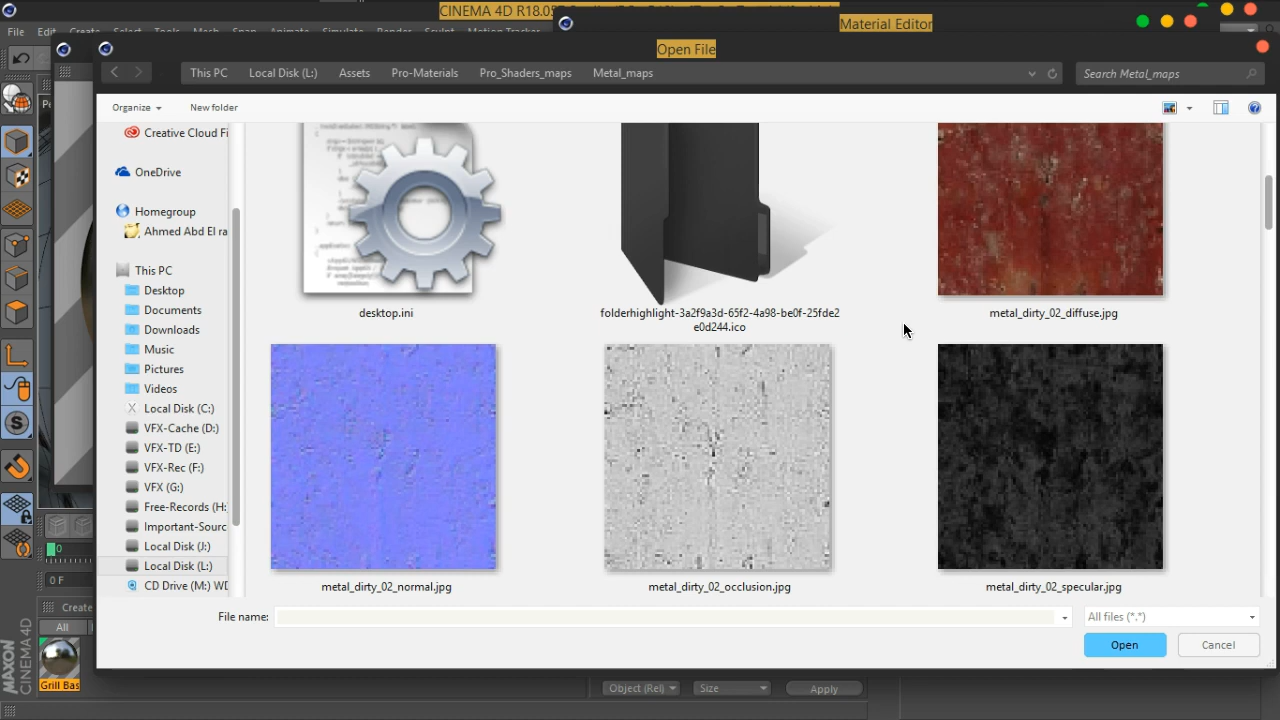 CINEMA 4D R18.05
Material Editor
File
Open File
This PC
Local Disk (L:)
Assets
Pro-Materials
Pro_Shaders_maps
Metal_maps
Search Metal_maps
Organize
New folder
Creative Cloud Fi
OneDrive
Homegroup
Ahmed Abd El ra
This PC
Desktop
Documents
Downloads
Music
Pictures
Videos
Local Disk (C:)
VFX-Cache (D:)
VFX-TD (E:)
VFX-Rec (F:)
VFX (G:)
Free-Records (H:
Important-Sourc
Local Disk (J:)
Local Disk (L:)
CD Drive (M:) WD
desktop.ini
folderhighlight-3a2f9a3d-65f2-4a98-be0f-25fde2
e0d244.ico
metal_dirty_02_diffuse.jpg
metal_dirty_02_normal.jpg
metal_dirty_02_occlusion.jpg
metal_dirty_02_specular.jpg
File name:
All files (*.*)
Open
Cancel
0
0 F
Create
All
Grill Bas
MAXON
CINEMA 4D
Object (Rel)
Size
Apply